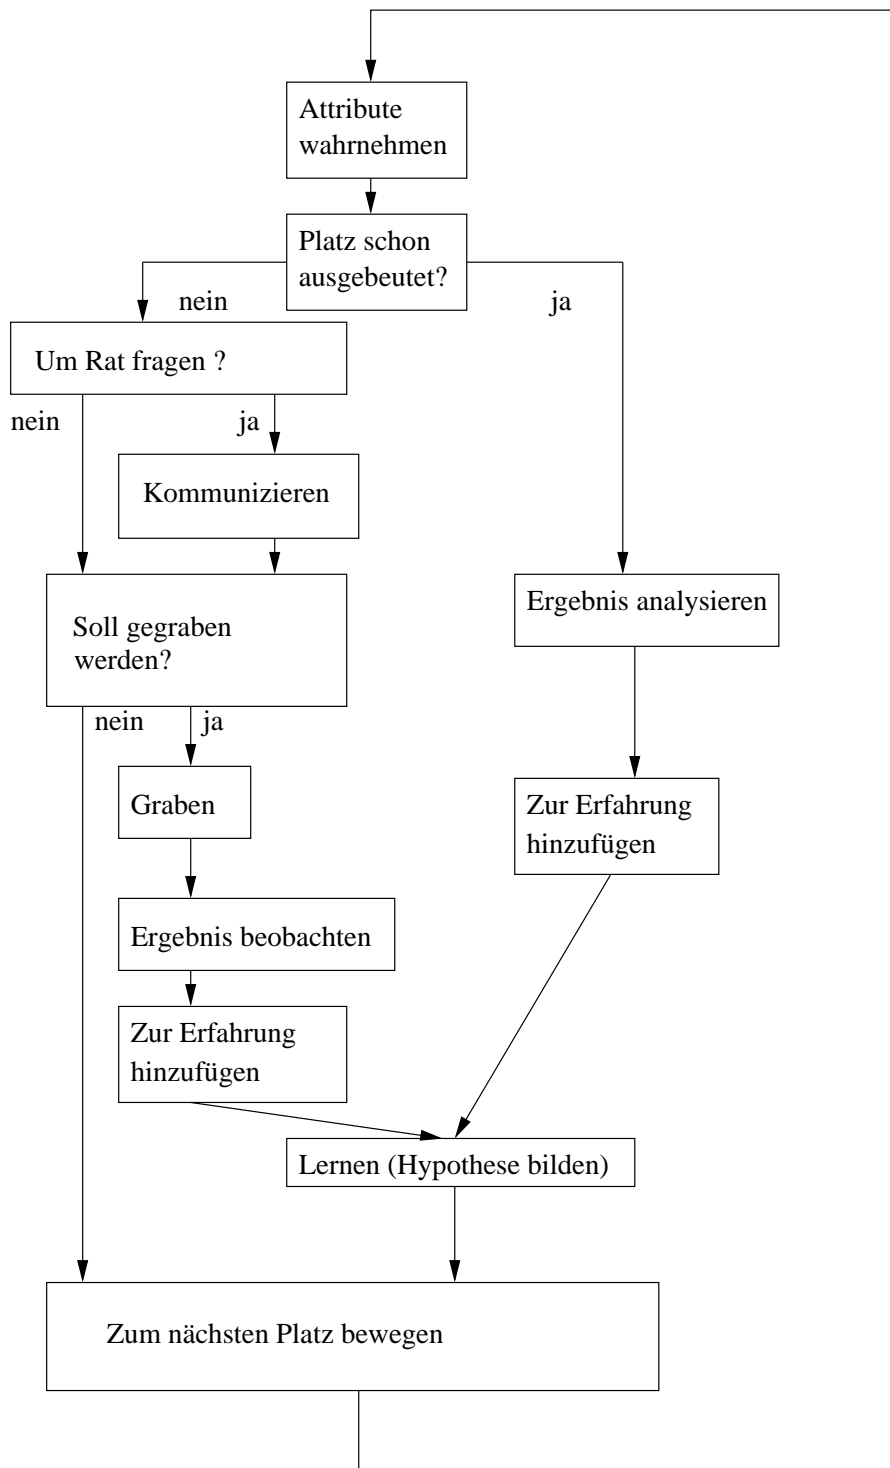 Attribute
wahrnehmen
Platz schon
ausgebeutet?
nein
ja
Um Rat fragen ?
nein
ja
Kommunizieren
Ergebnis analysieren
Soll gegraben
werden?
nein
ja
Graben
Zur Erfahrung
hinzufügen
Ergebnis beobachten
Zur Erfahrung
hinzufügen
Lernen (Hypothese bilden)
Zum nächsten Platz bewegen